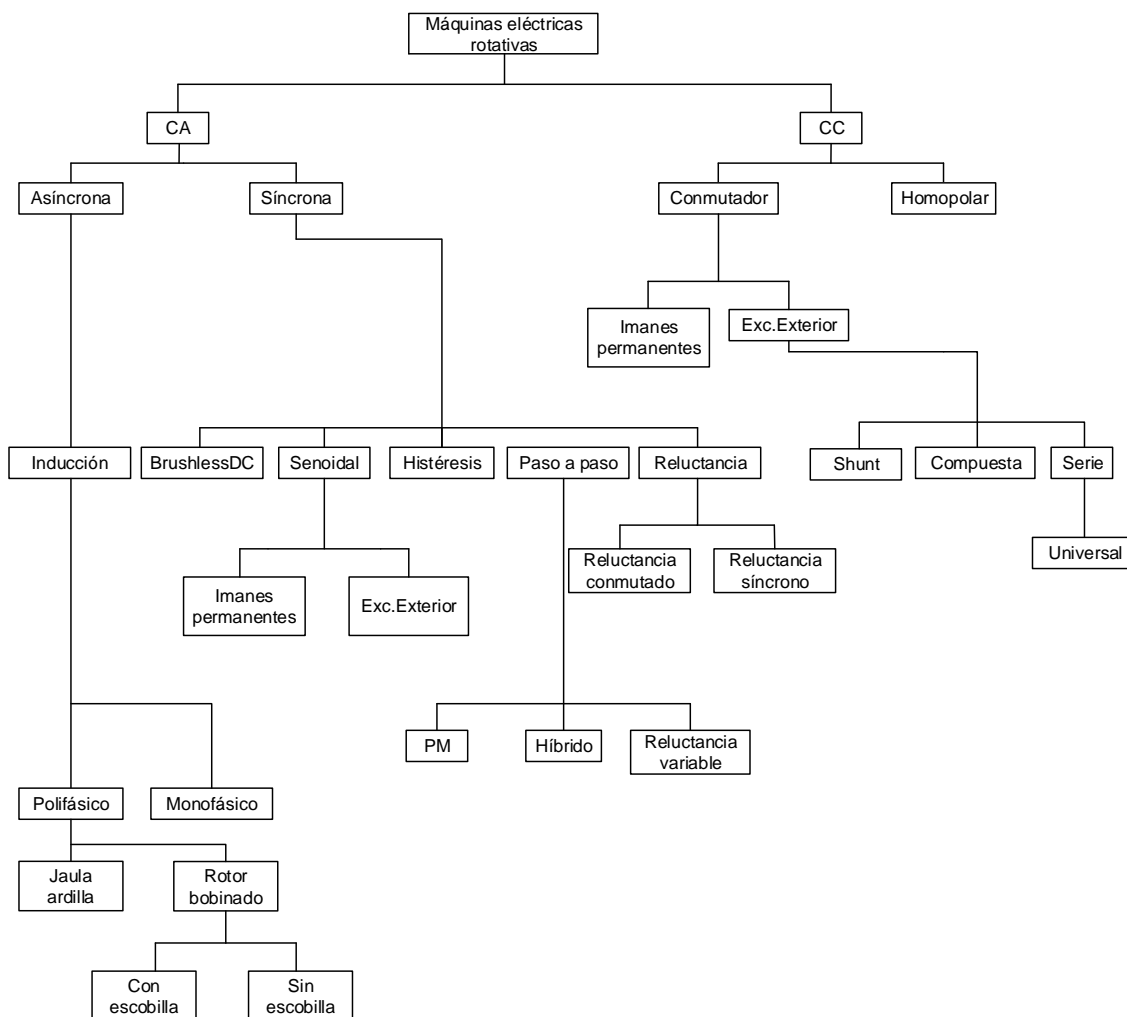 Máquinas eléctricas
rotativas
CA
CC
Asíncrona
Síncrona
Conmutador
Homopolar
Imanes
permanentes
Exc.Exterior
Inducción
BrushlessDC
Senoidal
Histéresis
Paso a paso
Reluctancia
Shunt
Compuesta
Serie
Imanes
permanentes
Exc.Exterior
Reluctancia
conmutado
Reluctancia
síncrono
Universal
PM
Híbrido
Reluctancia
variable
Polifásico
Monofásico
Jaula
ardilla
Rotor
bobinado
Con
escobilla
Sin
escobilla